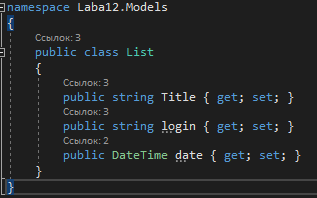 namespace Laba12.Models
{
Ссылок: 3
public class List
{
Ссылок: 3
public string Title { get; set; }
Ссылок: 3
public string login { get; set; }
Ссылок: 2
public DateTime date { get; set; }
}
}